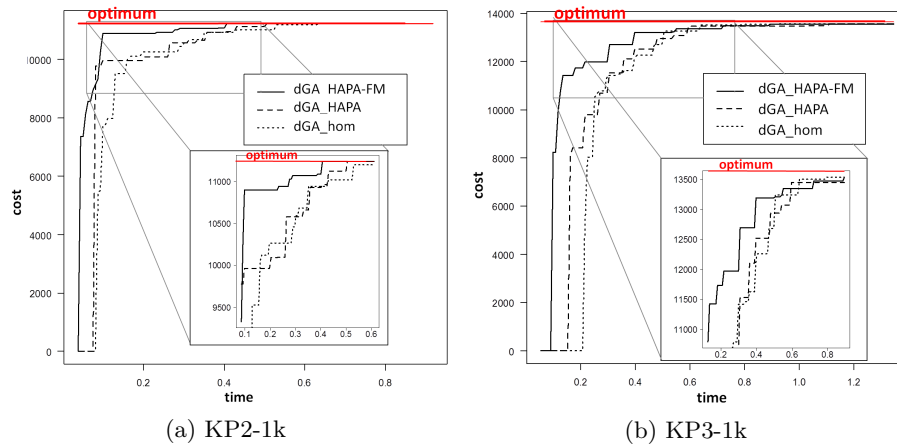 optimum
10000
8000
6000
4000
2000
0
cost
0.2
0.4
0.6
0.8
time
dGA_HAPA-FM
dGA_HAPA
dGA_hom
optimum
11000
10500
10000
9500
0.1
0.2
0.3
0.4
0.5
0.6
(a) KP2-1k
optimum
14000
12000
10000
8000
6000
4000
2000
0
cost
0.2
0.4
0.6
0.8
1.0
1.2
time
dGA_HAPA-FM
dGA_HAPA
dGA_hom
optimum
13500
13000
12500
12000
11500
11000
0.2
0.4
0.6
0.8
(b) KP3-1k